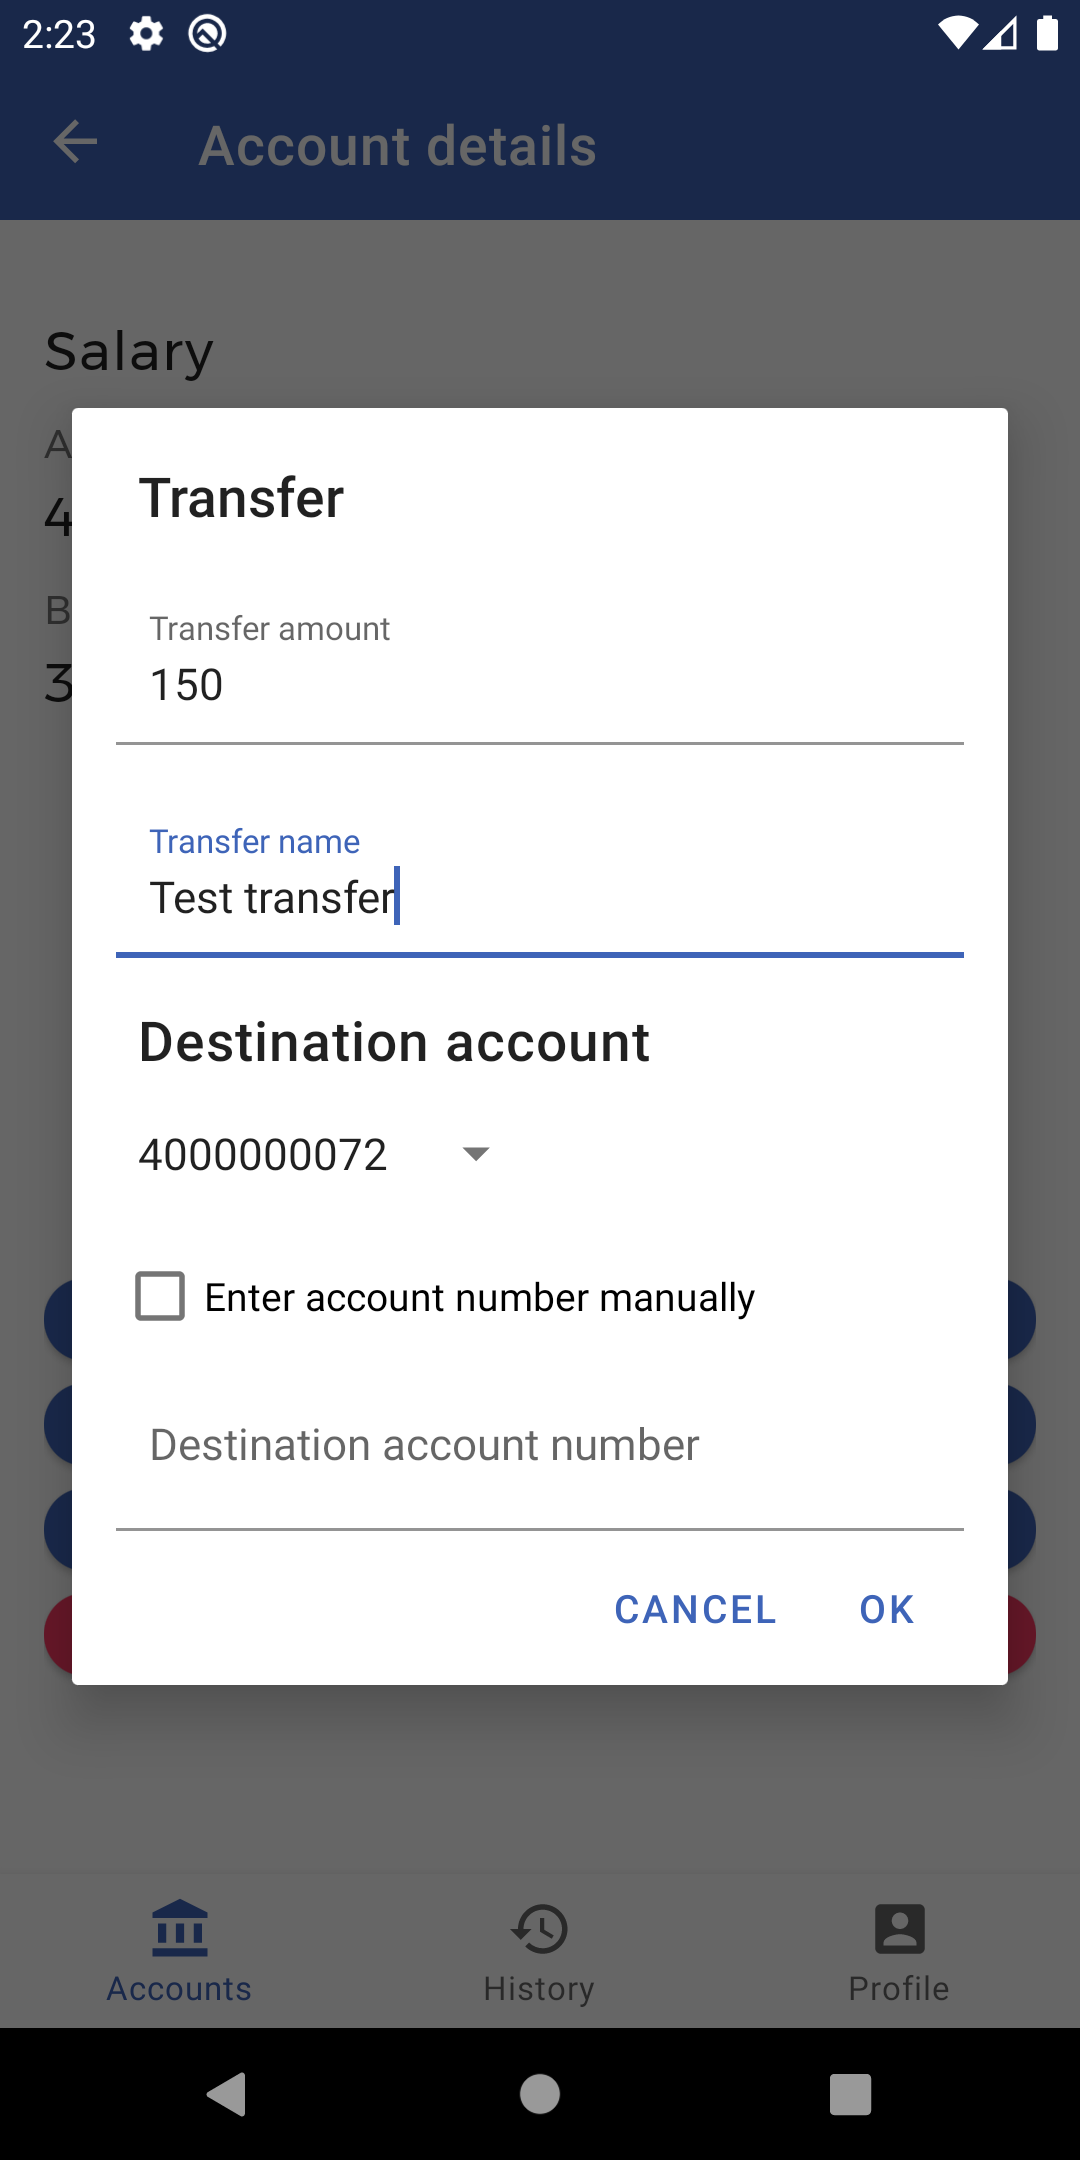 2:23
Account details
Salary
A
4
B
3
Transfer
Transfer amount
150
Transfer name
Test transfer
Destination account
4000000072
Enter account number manually
Destination account number
CANCEL OK
Accounts History Profile